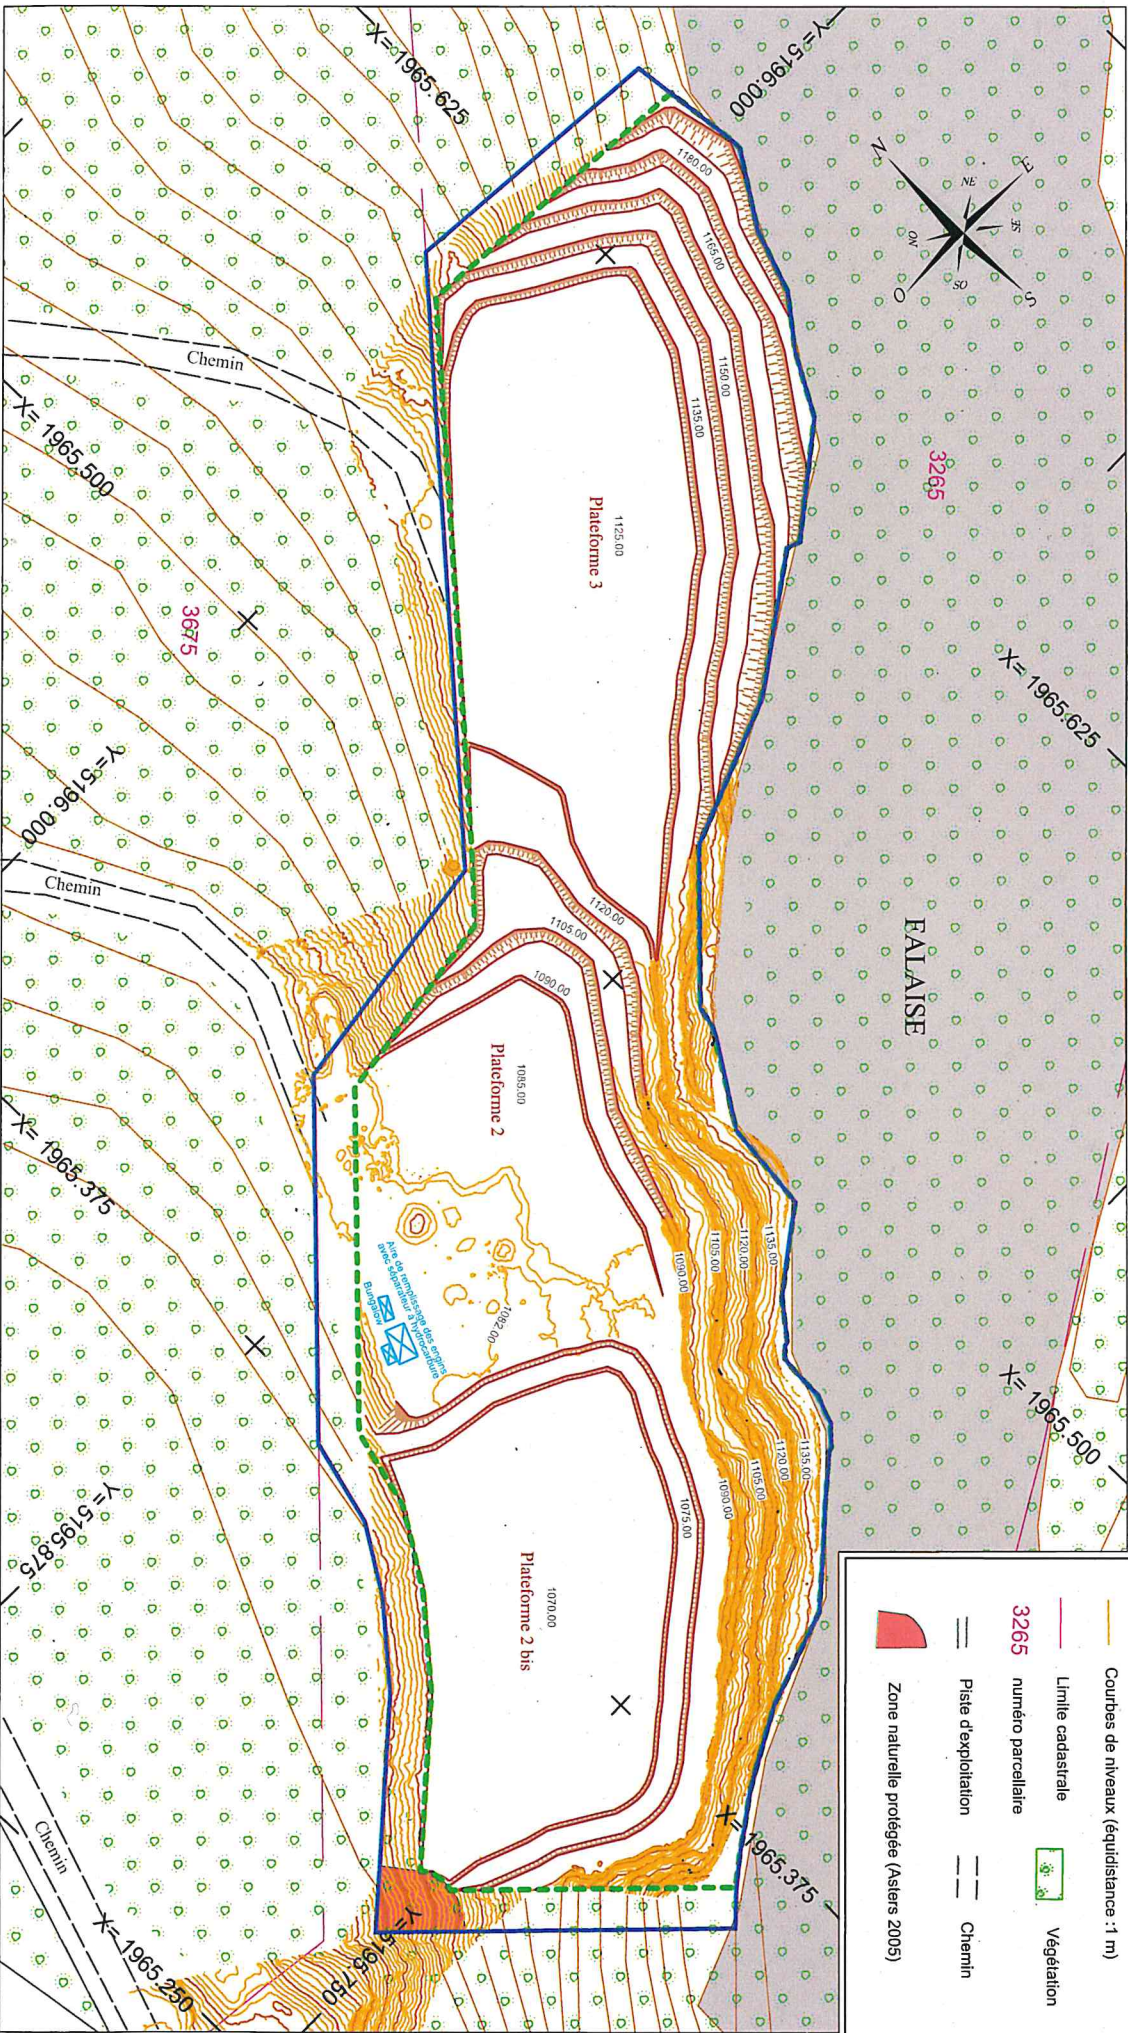 Courbes de niveaux (équidistance :1 m)
Limite cadastrale
Végétation
3265
numéro parcellaire
Piste d'exploitation
Chemin
Zone naturelle protégée (Asters 2005)
Y= 5196.000
X= 1965.625
N
NE
E
SE
S
SO
O
NO
3265
X= 1965.625
FALAISE
X= 1965.500
1180.00
1165.00
1150.00
1135.00
1125.00
Plateforme 3
Chemin
X= 1965.500
3675
Y= 5196.000
Chemin
1120.00
1105.00
1090.00
1085.00
Plateforme 2
1135.00
1120.00
1105.00
1090.00
1082.00
Aire de remplissage des engins
avec séparateur à hydrocarbure
Bungalow
X= 1965.375
1135.00
1120.00
1105.00
1090.00
1075.00
1070.00
Plateforme 2 bis
Y= 5195.875
X= 1965.375
Y= 5195.750
Chemin
X= 1965.250